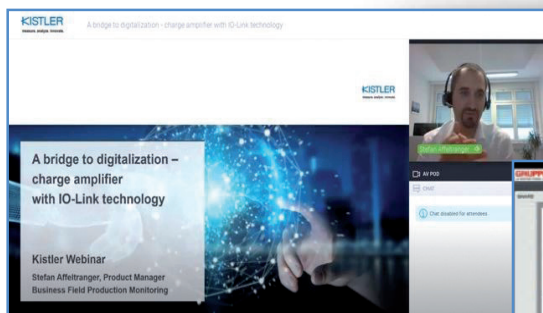 KISTLER
measure. analyze. innovate.
A bridge to digitalization - charge amplifier with IO-Link technology
KISTLER
measure. analyze. innovate.
A bridge to digitalization –
charge amplifier
with IO-Link technology
Kistler Webinar
Stefan Affeltranger, Product Manager
Business Field Production Monitoring
Stefan Affeltranger
AV POD
CHAT
Chat disabled for attendees
GRUPP
SHARE